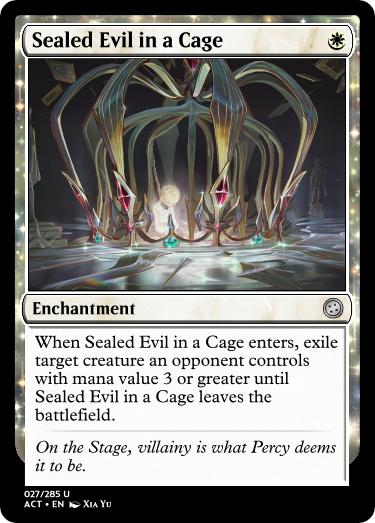 Sealed Evil in a Cage
Enchantment
When Sealed Evil in a Cage enters, exile
target creature an opponent controls
with mana value 3 or greater until
Sealed Evil in a Cage leaves the
battlefield.
On the Stage, villainy is what Percy deems
it to be.
027/285 U
ACT • EN Xia Yu